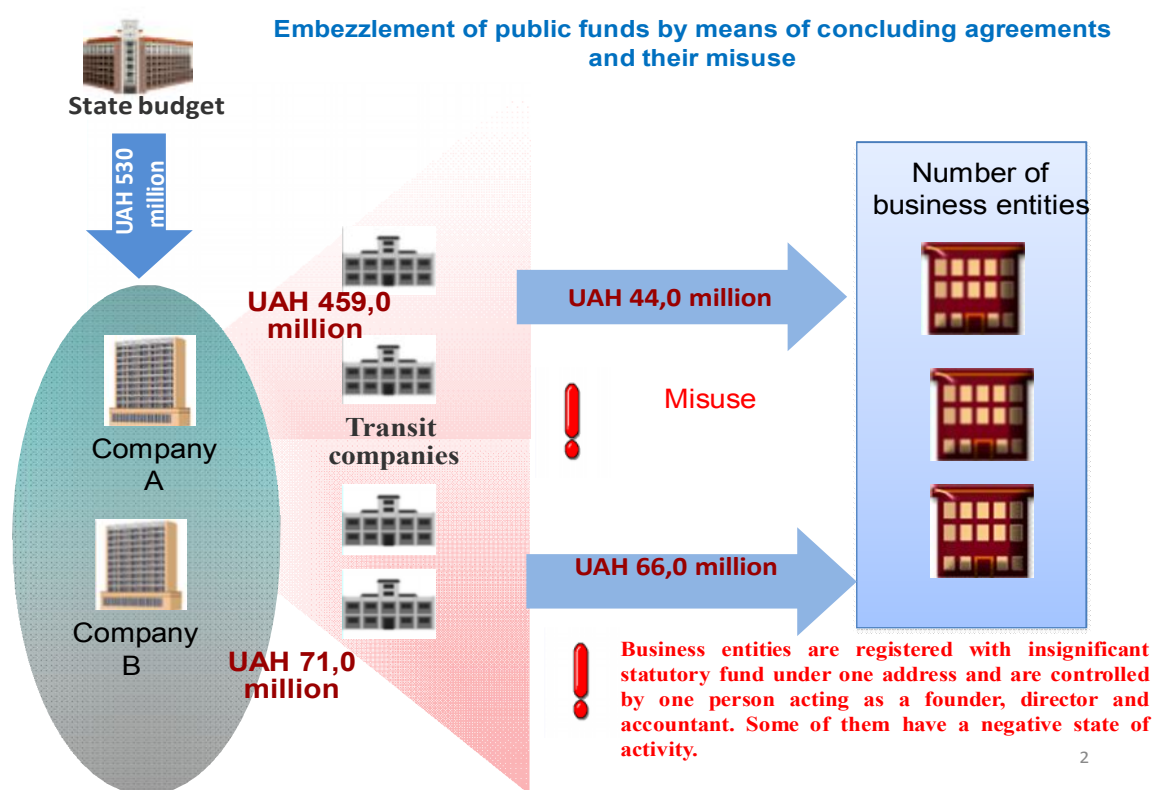 Embezzlement of public funds by means of concluding agreements
and their misuse
State budget
UAH 530
million
UAH 459,0
million
Company
A
Company
B
UAH 71,0
million
Transit
companies
UAH 44,0 million
Misuse
UAH 66,0 million
Number of
business entities
Business entities are registered with insignificant
statutory fund under one address and are controlled
by one person acting as a founder, director and
accountant. Some of them have a negative state of
activity.
2